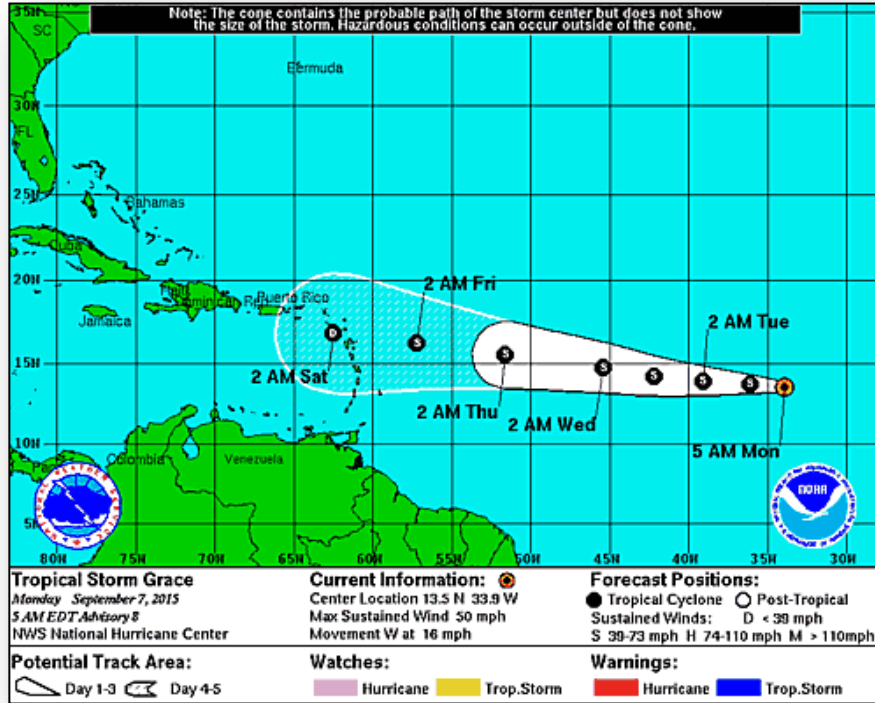 Note: The cone contains the probable path of the storm center but does not show
the size of the storm. Hazardous conditions can occur outside of the cone.
SC
Bermuda
30N
FL
25N
Bahamas
Cuba
20N
2 AM Fri
Haiti
Dominican Rep
Puerto Rico
Jamaica
2 AM Tue
D
S
S
S
S
S
S
15N
2 AM Sat
2 AM Thu
2 AM Wed
5 AM Mon
10N
Colombia
Venezuela
NOAA
5N
80W 75W 70W 65W 60W 55W 50W 45W 40W 35W 30W
Tropical Storm Grace
Monday September 7, 2015
5 AM EDT Advisory 8
NWS National Hurricane Center
Current Information:
Center Location 13.5 N 33.9 W
Max Sustained Wind 50 mph
Movement W at 16 mph
Forecast Positions:
Tropical Cyclone Post-Tropical
Sustained Winds: D < 39 mph
S 39-73 mph H 74-110 mph M > 110mph
Potential Track Area:
Day 1-3 Day 4-5
Watches:
Hurricane Trop.Storm
Warnings:
Hurricane Trop.Storm